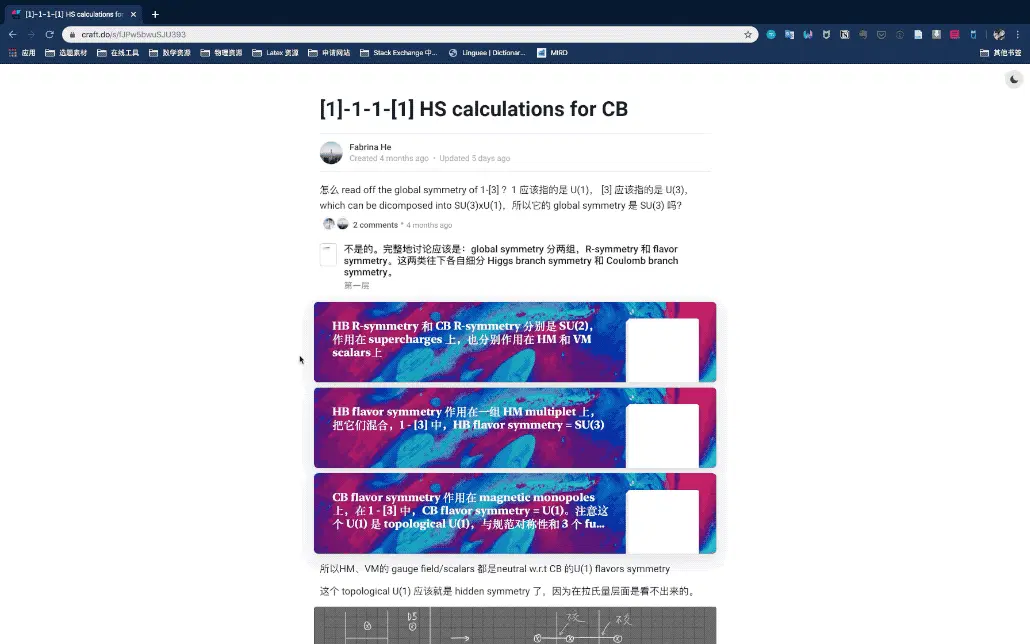 [1]-1-1-[1] HS calculations for
craft.do/s/fJPw5bwuSJU393
应用 选题素材 在线工具 数学资源 物理资源 Latex 资源 申请网站 Stack Exchange 中... Linguee | Dictionar... MIRD 其他书签
[1]-1-1-[1] HS calculations for CB
Fabrina He
Created 4 months ago • Updated 5 days ago
怎么 read off the global symmetry of 1-[3]？1 应该指的是 U(1)， [3] 应该指的是 U(3)，
which can be dicomposed into SU(3)xU(1)，所以它的 global symmetry 是 SU(3) 吗?
2 comments • 4 months ago
不是的。完整地讨论应该是：global symmetry 分两组，R-symmetry 和 flavor
symmetry。这两类往下各自细分 Higgs branch symmetry 和 Coulomb branch
symmetry。
第一层
HB R-symmetry 和 CB R-symmetry 分别是 SU(2)，
作用在 supercharges 上，也分别作用在 HM 和 VM
scalars上
HB flavor symmetry 作用在一组 HM multiplet 上，
把它们混合，1 - [3] 中，HB flavor symmetry = SU(3)
CB flavor symmetry 作用在 magnetic monopoles
上，在 1 - [3] 中，CB flavor symmetry = U(1)。注意这
个 U(1) 是 topological U(1)，与规范对称性和 3 个 fu...
所以HM、VM的 gauge field/scalars 都是neutral w.r.t CB 的U(1) flavors symmetry
这个 topological U(1) 应该就是 hidden symmetry 了，因为在拉氏量层面是看不出来的。
D5